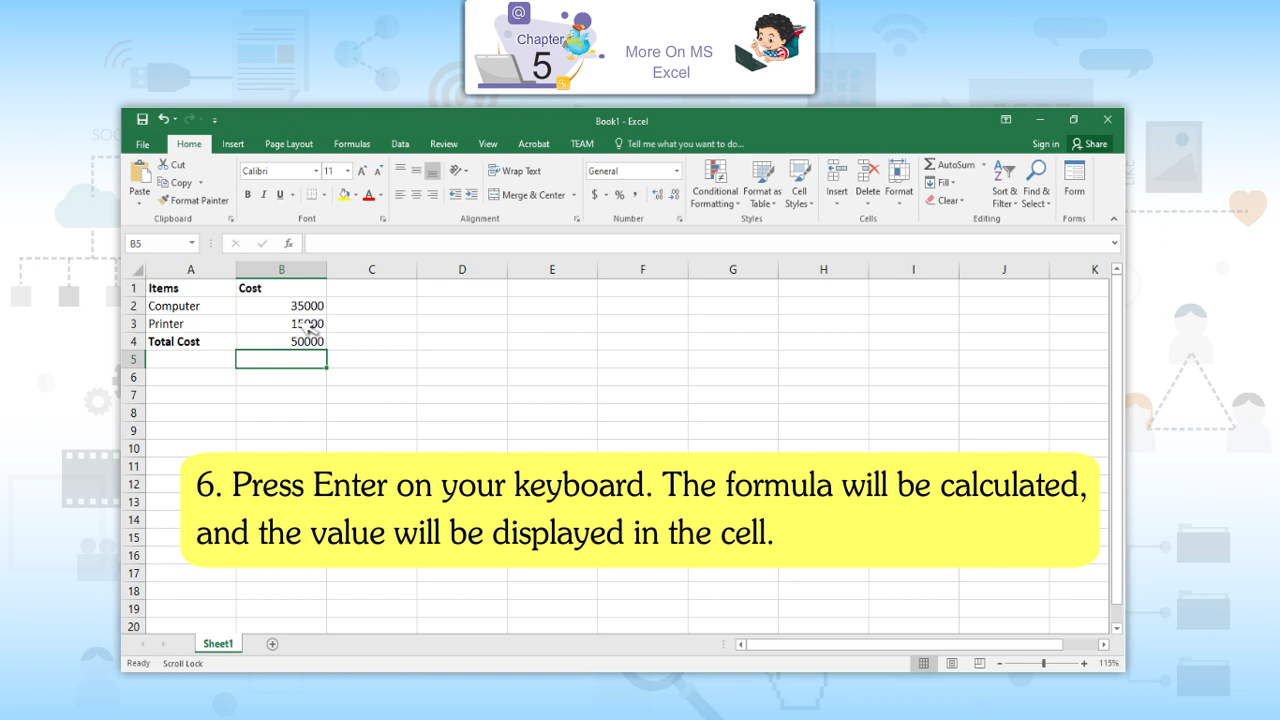 Chapter
5
More On MS
Excel
Book1 - Excel
File Home Insert Page Layout Formulas Data Review View Acrobat TEAM Tell me what you want to do... Sign in Share
Paste
Cut
Copy
Format Painter
Clipboard
Calibri 11
B I U
Font
Wrap Text
Merge & Center
Alignment
General
$ % ,
Number
Conditional Formatting
Format as Table
Cell Styles
Styles
Insert Delete Format
Cells
AutoSum
Fill
Clear
Sort & Filter
Find & Select
Editing
Form
Forms
B5 fx
A B C D E F G H I J K
1 Items Cost
2 Computer 35000
3 Printer 15000
4 Total Cost 50000
5
6
7
8
9
10
11
12
13
14
15
16
17
18
19
20
6. Press Enter on your keyboard. The formula will be calculated,
and the value will be displayed in the cell.
Sheet1
Ready Scroll Lock 115%